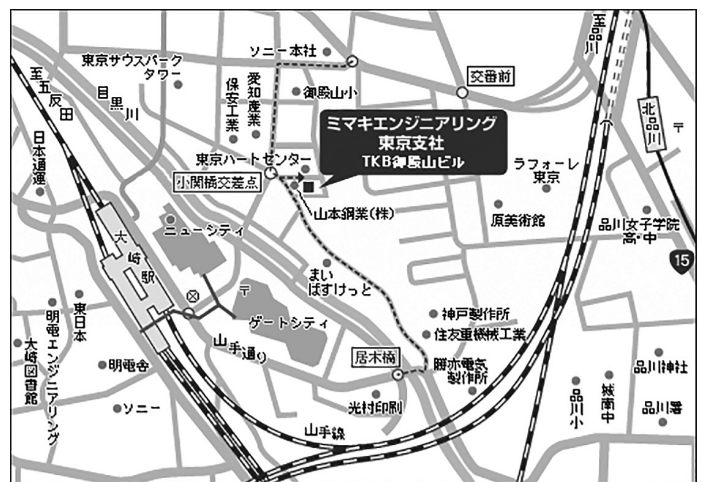 ソニー本社
至品川
交番前
東京サウスパーク
タワー
至五反田
目黒川
愛知産業
保安工業
御殿山小
北品川
〒
日本通運
ミマキエンジニアリング
東京支社
TKB御殿山ビル
東京ハートセンター
小関橋交差点
ラフォーレ
東京
山本鋼業(株)
原美術館
品川女子学院
高・中
ニューシティ
大崎駅
15
まい
ばすけっと
〒
東日本
明電エンジニアリング
大崎図書館
ゲートシティ
神戸製作所
住友重機械工業
山手通り
居木橋
勝亦電気
製作所
明電舎
品川神社
城南中
品川小
光村印刷
ソニー
山手線
品川署